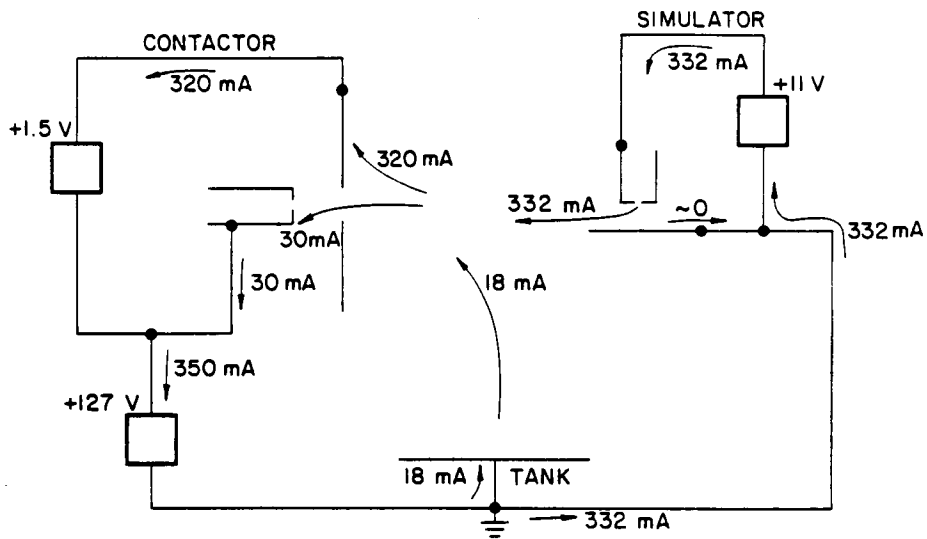 SIMULATOR
CONTACTOR
332 mA
320 mA
+11 V
+1.5 V
320 mA
332 mA
~0
30mA
332 mA
30 mA
18 mA
350 mA
+127 V
18 mA
TANK
332 mA